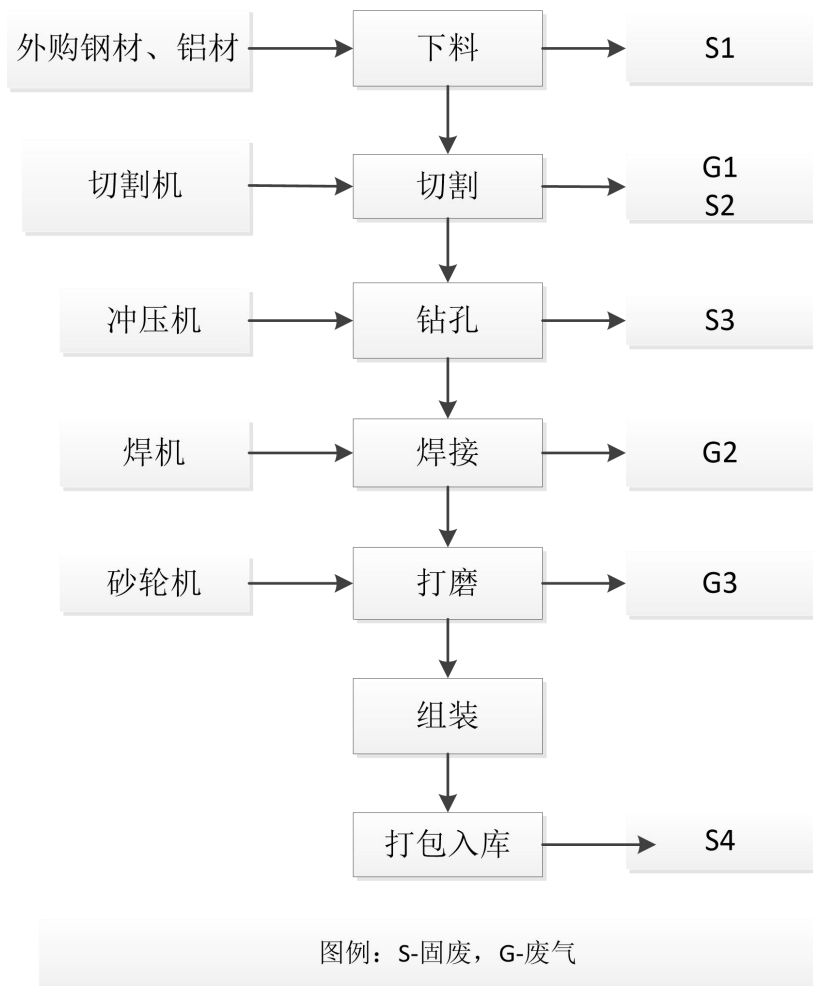 外购钢材、铝材
下料
S1
切割机
切割
G1
S2
冲压机
钻孔
S3
焊机
焊接
G2
砂轮机
打磨
G3
组装
打包入库
S4
图例：S-固废，G-废气